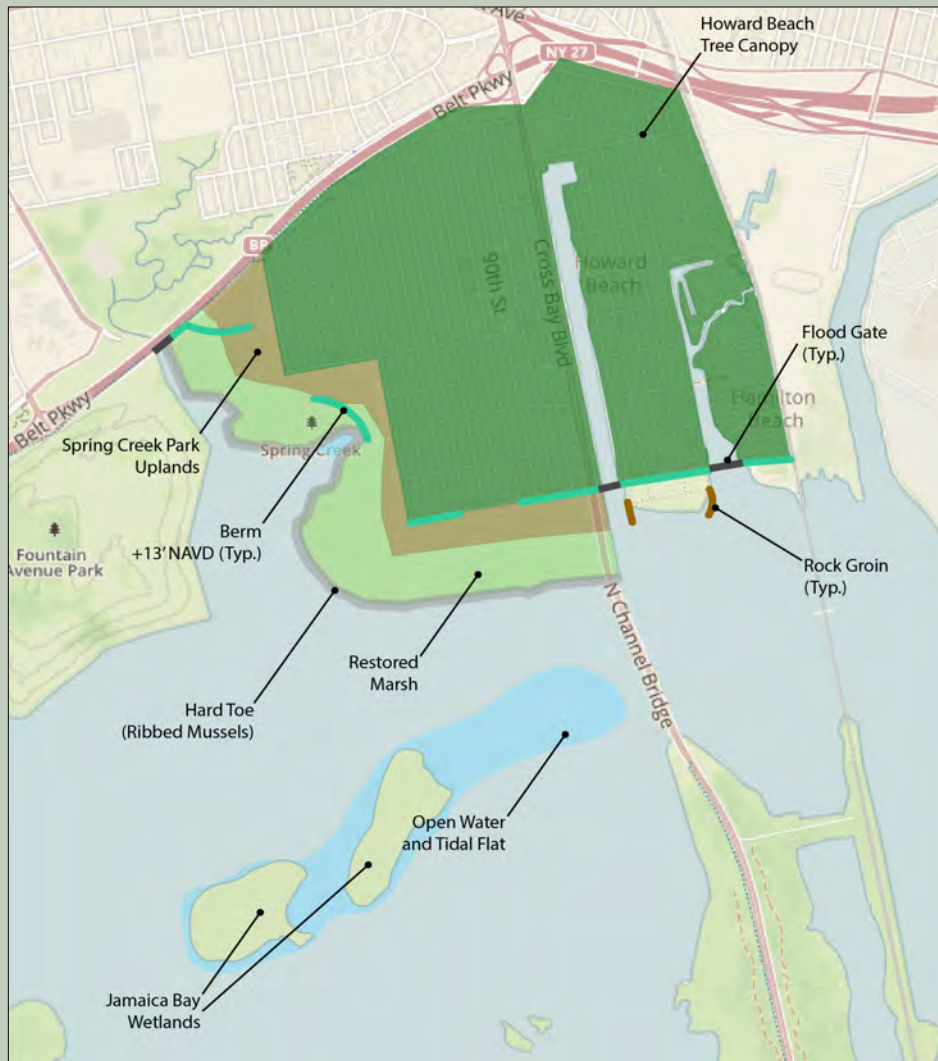 Ave
Howard Beach
Tree Canopy
NY 27
Belt Pkwy
BP
90th St
Cross Bay Blvd
Howard
Beach
Flood Gate
(Typ.)
Hamilton
Beach
Belt Pkwy
Spring Creek Park
Uplands
Spring Creek
Berm
+13' NAVD (Typ.)
Fountain
Avenue Park
Rock Groin
(Typ.)
N Channel Bridge
Restored
Marsh
Hard Toe
(Ribbed Mussels)
Open Water
and Tidal Flat
Jamaica Bay
Wetlands